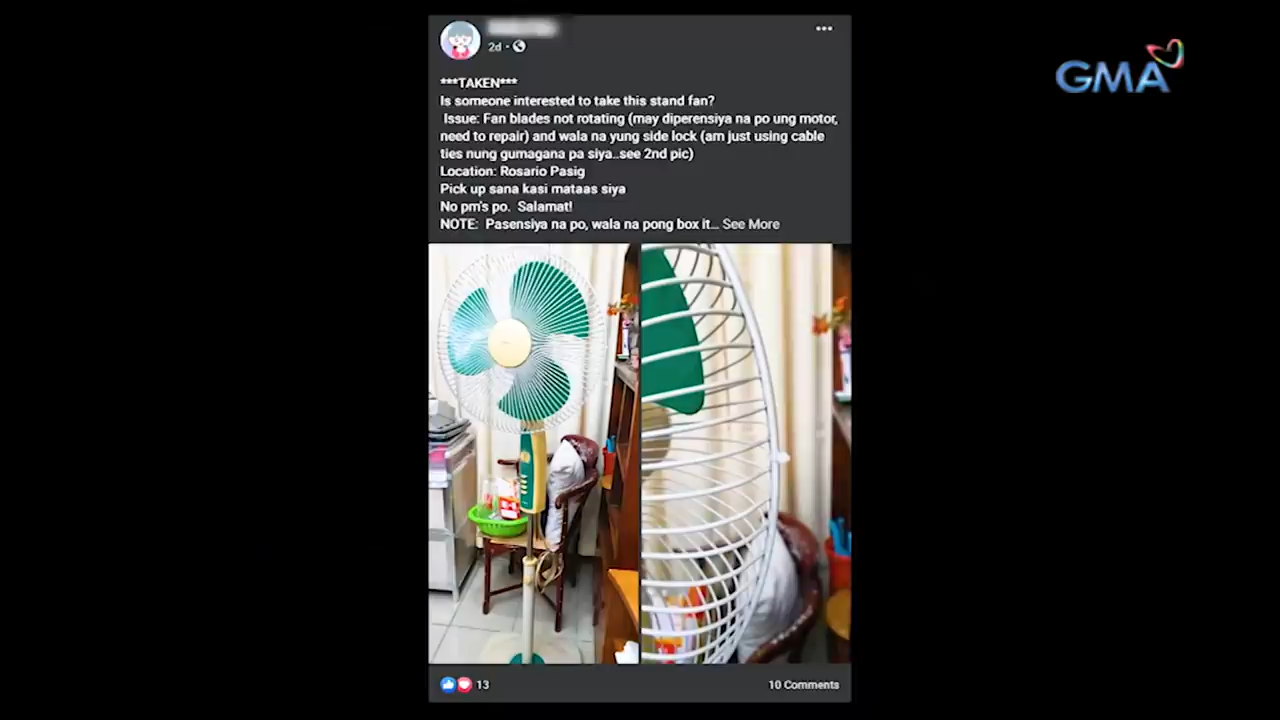 GMA
2d
***TAKEN***
Is someone interested to take this stand fan?
Issue: Fan blades not rotating (may diperensiya na po ung motor,
need to repair) and wala na yung side lock (am just using cable
ties nung gumagana pa siya..see 2nd pic)
Location: Rosario Pasig
Pick up sana kasi mataas siya
No pm's po. Salamat!
NOTE: Pasensiya na po, wala na pong box it... See More
13
10 Comments